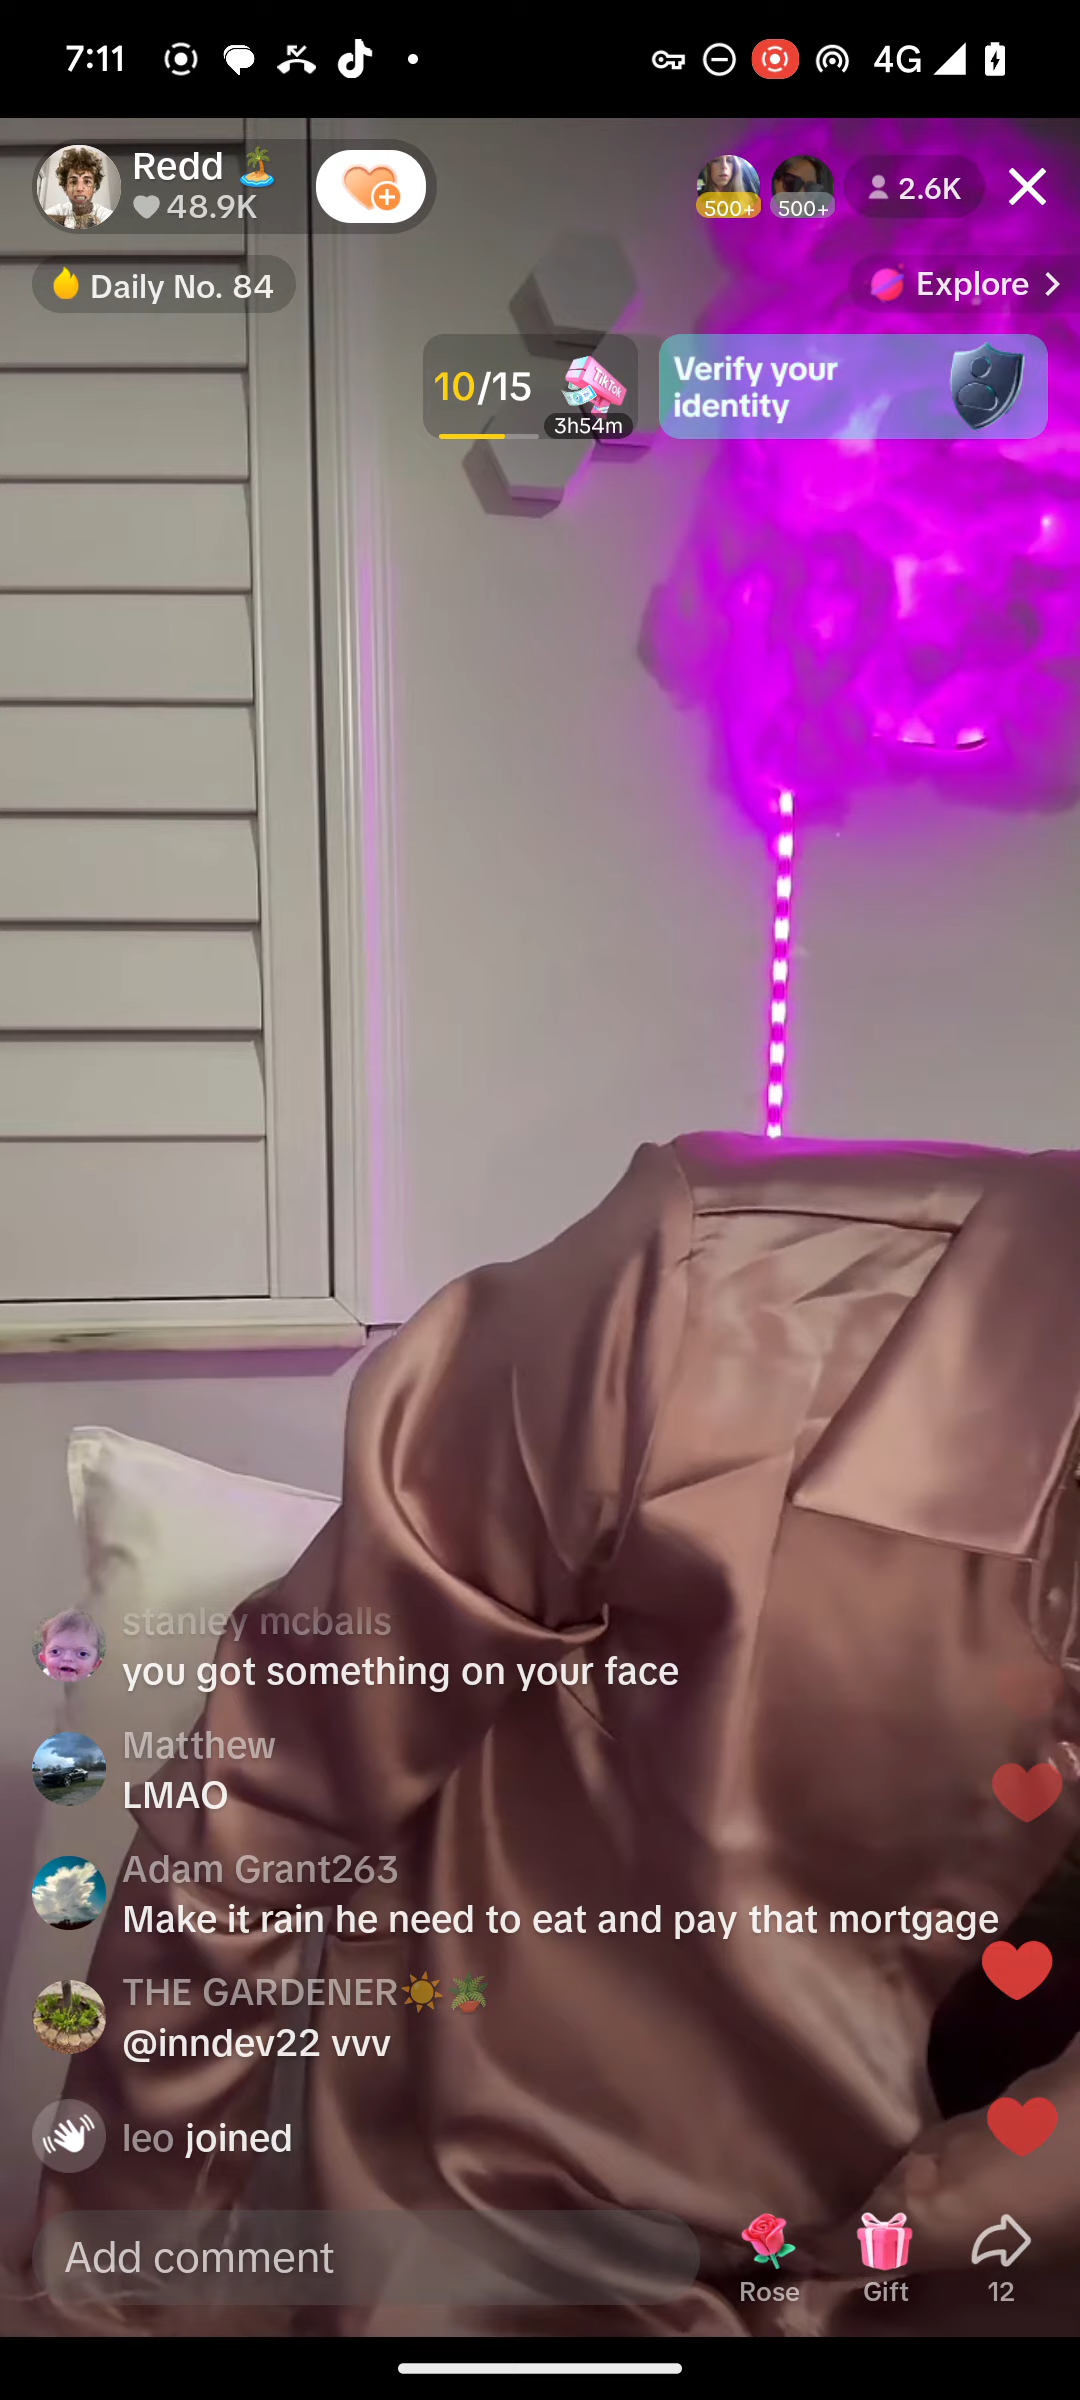 7:11
4G
Redd 🏝️
48.9K
500+
500+
2.6K
Daily No. 84
Explore
10/15
TikTok
3h54m
Verify your
identity
stanley mcballs
you got something on your face
Matthew
LMAO
Adam Grant263
Make it rain he need to eat and pay that mortgage
THE GARDENER☀️🪴
@inndev22 vvv
leo joined
Add comment
Rose
Gift
12